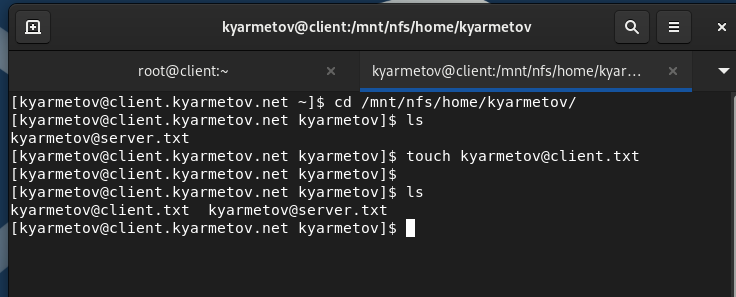 kyarmetov@client:/mnt/nfs/home/kyarmetov
root@client:~
kyarmetov@client:/mnt/nfs/home/kyar…
[kyarmetov@client.kyarmetov.net ~]$ cd /mnt/nfs/home/kyarmetov/
[kyarmetov@client.kyarmetov.net kyarmetov]$ ls
kyarmetov@server.txt
[kyarmetov@client.kyarmetov.net kyarmetov]$ touch kyarmetov@client.txt
[kyarmetov@client.kyarmetov.net kyarmetov]$
[kyarmetov@client.kyarmetov.net kyarmetov]$ ls
kyarmetov@client.txt  kyarmetov@server.txt
[kyarmetov@client.kyarmetov.net kyarmetov]$